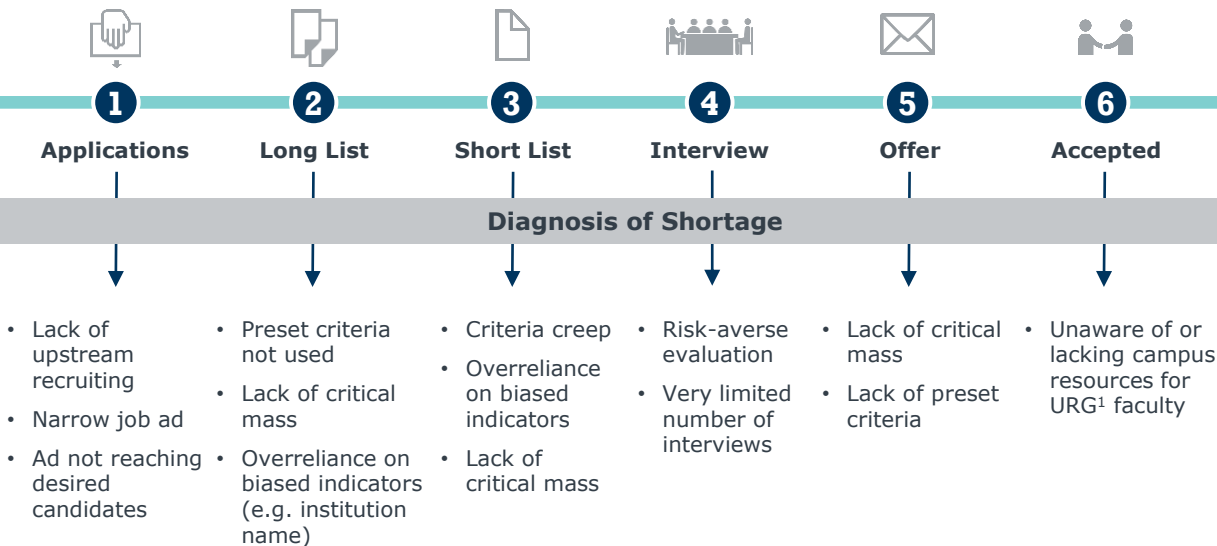 1
Applications
2
Long List
3
Short List
4
Interview
5
Offer
6
Accepted
Diagnosis of Shortage
• Lack of
upstream
recruiting
• Narrow job ad
• Ad not reaching
desired
candidates
• Preset criteria
not used
• Lack of critical
mass
• Overreliance on
biased indicators
(e.g. institution
name)
• Criteria creep
• Overreliance
on biased
indicators
• Lack of
critical mass
• Risk-averse
evaluation
• Very limited
number of
interviews
• Lack of critical
mass
• Lack of preset
criteria
• Unaware of or
lacking campus
resources for
URG¹ faculty